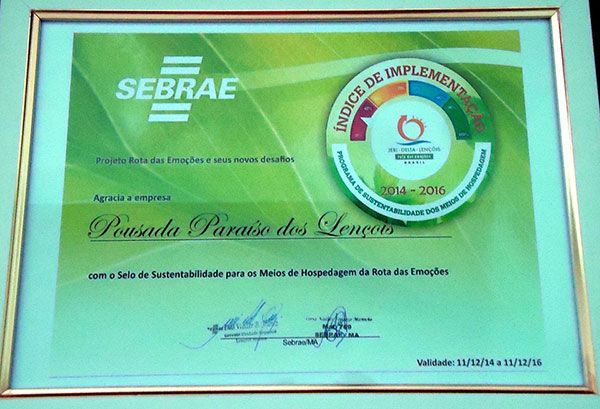 SEBRAE
ÍNDICE DE IMPLEMENTAÇÃO
JERI - DELTA - LENÇÓIS
ROTA DAS EMOÇÕES
BRASIL
2014 - 2016
PROGRAMA DE SUSTENTABILIDADE DOS MEIOS DE HOSPEDAGEM
Projeto Rota das Emoções e seus novos desafios
Agracia a empresa
Pousada Paraíso dos Lençois
com o Selo de Sustentabilidade para os Meios de Hospedagem da Rota das Emoções
SEBRAE / MA
Sebrae/MA
Validade: 11/12/14 a 11/12/16